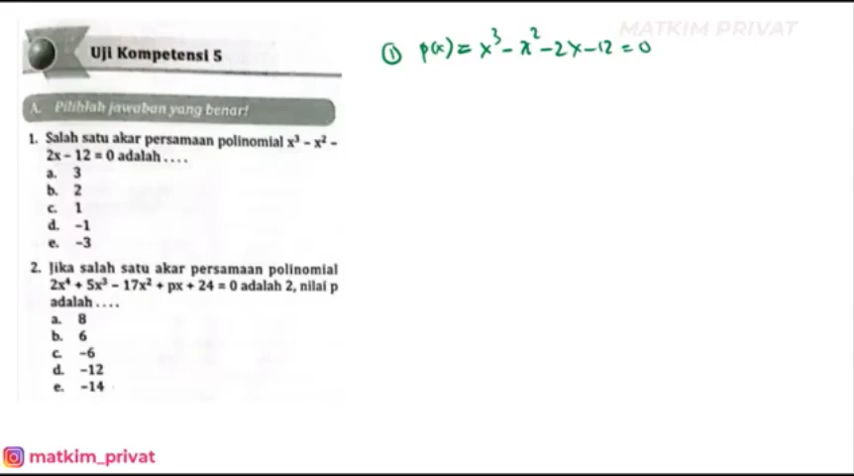 MATKIM PRIVAT
Uji Kompetensi 5
① p(x) = x³ - x² - 2x - 12 = 0
A. Pilihlah jawaban yang benar!
1. Salah satu akar persamaan polinomial x³ – x² –
2x – 12 = 0 adalah . . . .
a. 3
b. 2
c. 1
d. –1
e. –3
2. Jika salah satu akar persamaan polinomial
2x⁴ + 5x³ – 17x² + px + 24 = 0 adalah 2, nilai p
adalah . . . .
a. 8
b. 6
c. –6
d. –12
e. –14
matkim_privat